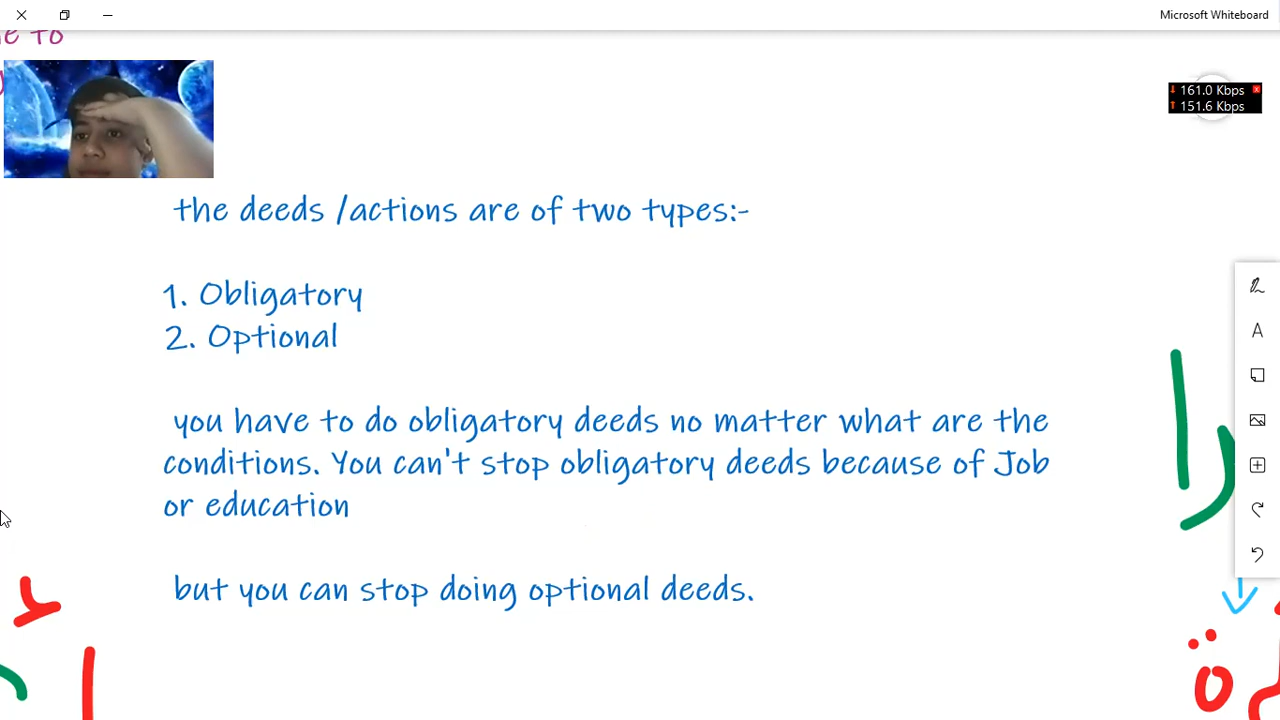 Microsoft Whiteboard
e to
161.0 Kbps
151.6 Kbps
the deeds /actions are of two types:-
1. Obligatory
2. Optional
you have to do obligatory deeds no matter what are the
conditions. You can't stop obligatory deeds because of Job
or education
but you can stop doing optional deeds.